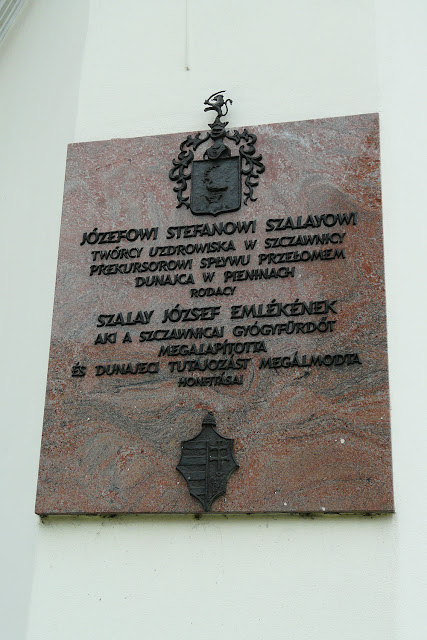 JÓZEFOWI STEFANOWI SZALAYOWI
TWÓRCY UZDROWISKA W SZCZAWNICY
PREKURSOROWI SPŁYWU PRZEŁOMEM
DUNAJCA W PIENINACH
RODACY
SZALAY JÓZSEF EMLÉKÉNEK
AKI A SZCZAWNICAI GYÓGYFÜRDŐT
MEGALAPÍTOTTA
ÉS DUNAJECI TUTAJOZÁST MEGÁLMODTA
HONFITÁSAI